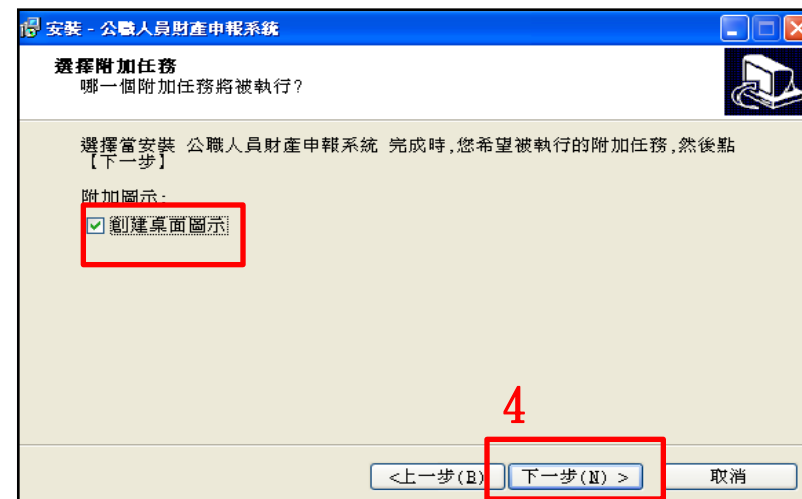 安裝 - 公職人員財產申報系統
選擇附加任務
哪一個附加任務將被執行?
選擇當安裝 公職人員財產申報系統 完成時,您希望被執行的附加任務,然後點
【下一步】
附加圖示:
創建桌面圖示
4
<上一步(B)
下一步(N) >
取消